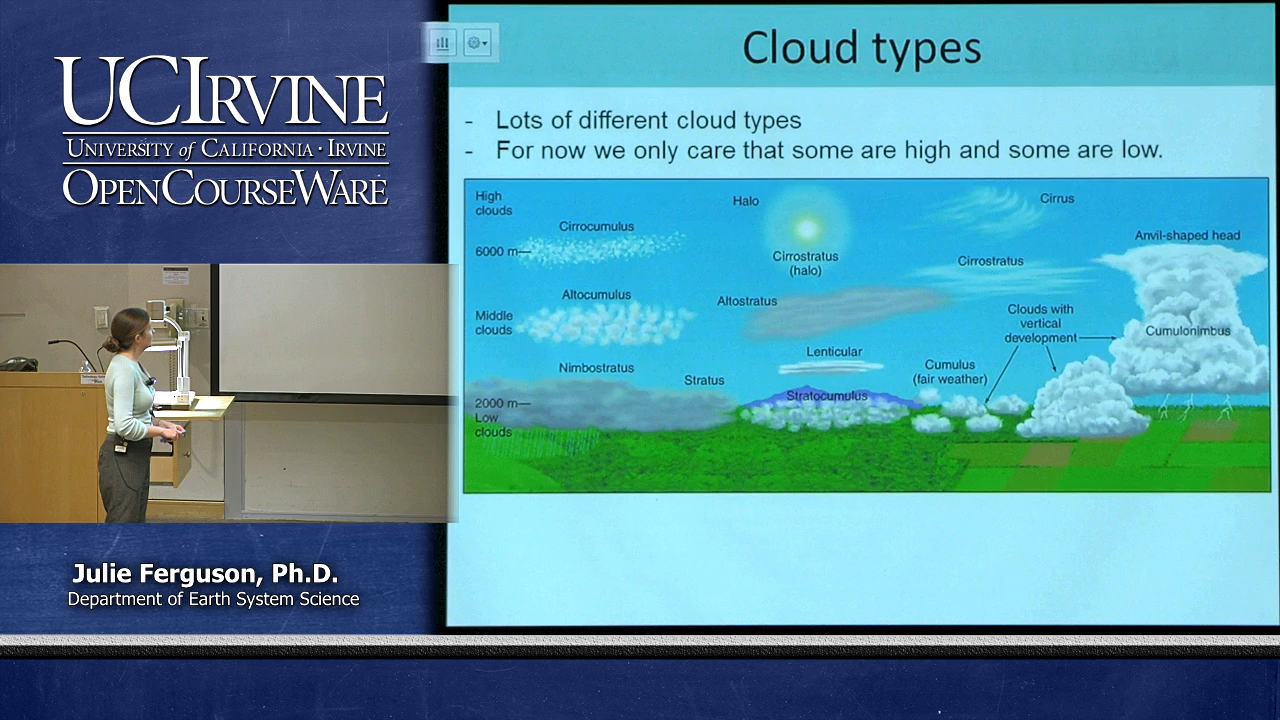 UCIRVINE
UNIVERSITY of CALIFORNIA · IRVINE
OPENCOURSEWARE
Julie Ferguson, Ph.D.
Department of Earth System Science
Cloud types
- Lots of different cloud types
- For now we only care that some are high and some are low.
High
clouds
Halo
Cirrus
Cirrocumulus
Anvil-shaped head
6000 m
Cirrostratus
(halo)
Cirrostratus
Altocumulus
Altostratus
Middle
clouds
Clouds with
vertical
development
Cumulonimbus
Lenticular
Nimbostratus
Stratus
Cumulus
(fair weather)
Stratocumulus
2000 m
Low
clouds